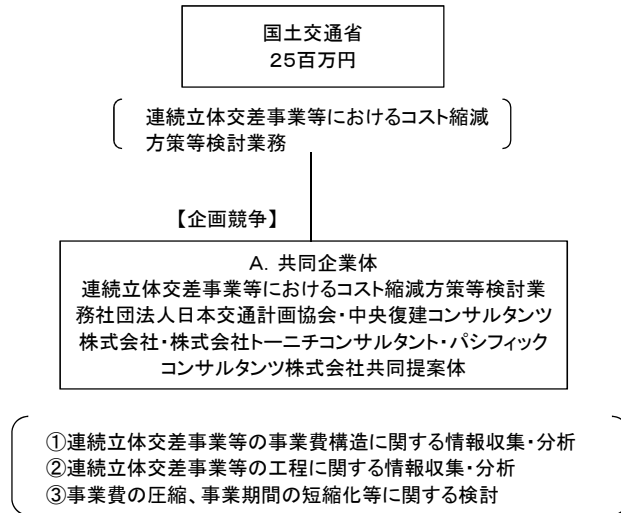 国土交通省
25百万円
連続立体交差事業等におけるコスト縮減
方策等検討業務
【企画競争】
A．共同企業体
連続立体交差事業等におけるコスト縮減方策等検討業
務社団法人日本交通計画協会・中央復建コンサルタンツ
株式会社・株式会社トーニチコンサルタント・パシフィック
コンサルタンツ株式会社共同提案体
①連続立体交差事業等の事業費構造に関する情報収集・分析
②連続立体交差事業等の工程に関する情報収集・分析
③事業費の圧縮、事業期間の短縮化等に関する検討